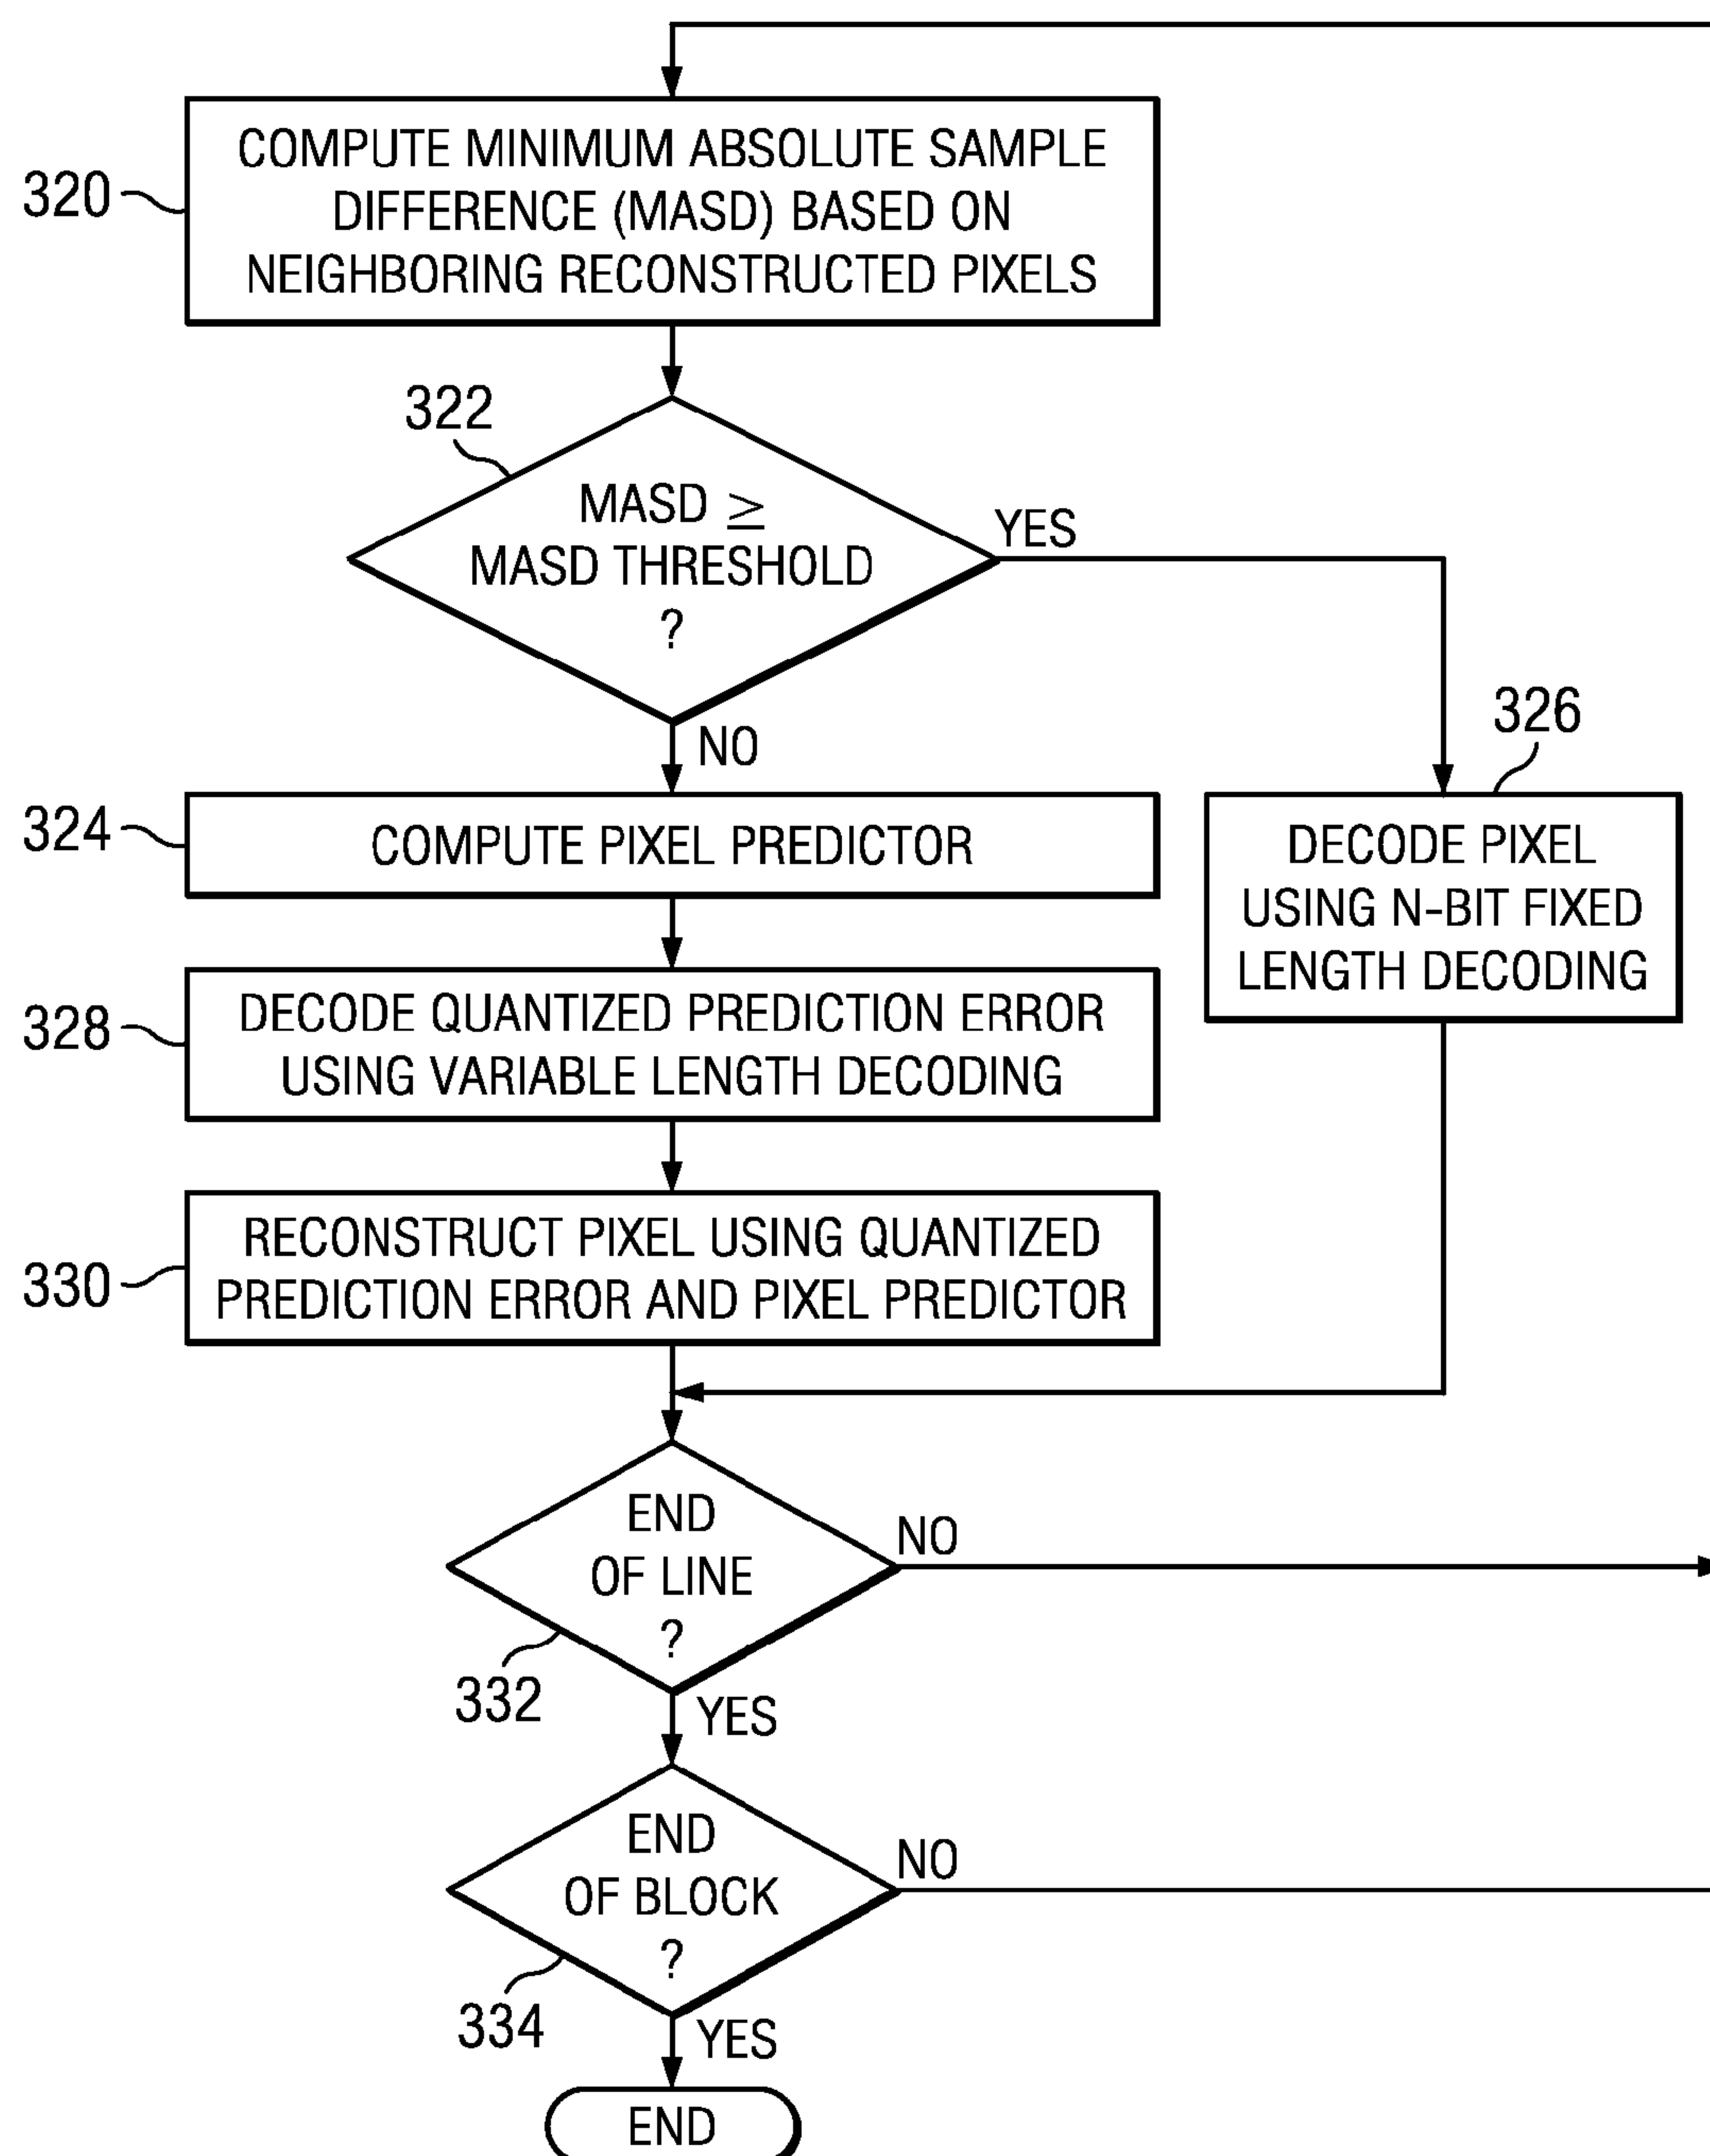 320
COMPUTE MINIMUM ABSOLUTE SAMPLE
DIFFERENCE (MASD) BASED ON
NEIGHBORING RECONSTRUCTED PIXELS
322
MASD ≥
MASD THRESHOLD
?
YES
NO
326
324
COMPUTE PIXEL PREDICTOR
DECODE PIXEL
USING N-BIT FIXED
LENGTH DECODING
328
DECODE QUANTIZED PREDICTION ERROR
USING VARIABLE LENGTH DECODING
330
RECONSTRUCT PIXEL USING QUANTIZED
PREDICTION ERROR AND PIXEL PREDICTOR
END
OF LINE
?
NO
332
YES
END
OF BLOCK
?
NO
334
YES
END